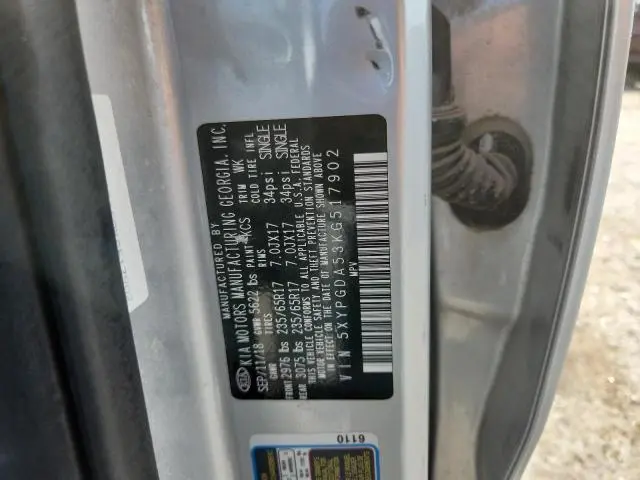 MANUFACTURED BY
KIA KIA MOTORS MANUFACTURING GEORGIA, INC.
SEP/11/18 GVWR 5622 lbs PAINT KCS TRIM WK
GAWR TIRES RIMS COLD TIRE INFL
FRONT 2976 lbs 235/65R17 7.0JX17 34psi SINGLE
REAR 3075 lbs 235/65R17 7.0JX17 34psi SINGLE
THIS VEHICLE CONFORMS TO ALL APPLICABLE U.S.A. FEDERAL
MOTOR VEHICLE SAFETY AND THEFT PREVENTION STANDARDS
IN EFFECT ON THE DATE OF MANUFACTURE SHOWN ABOVE
VIN 5XYPGDA53KG517902
MPV
6110